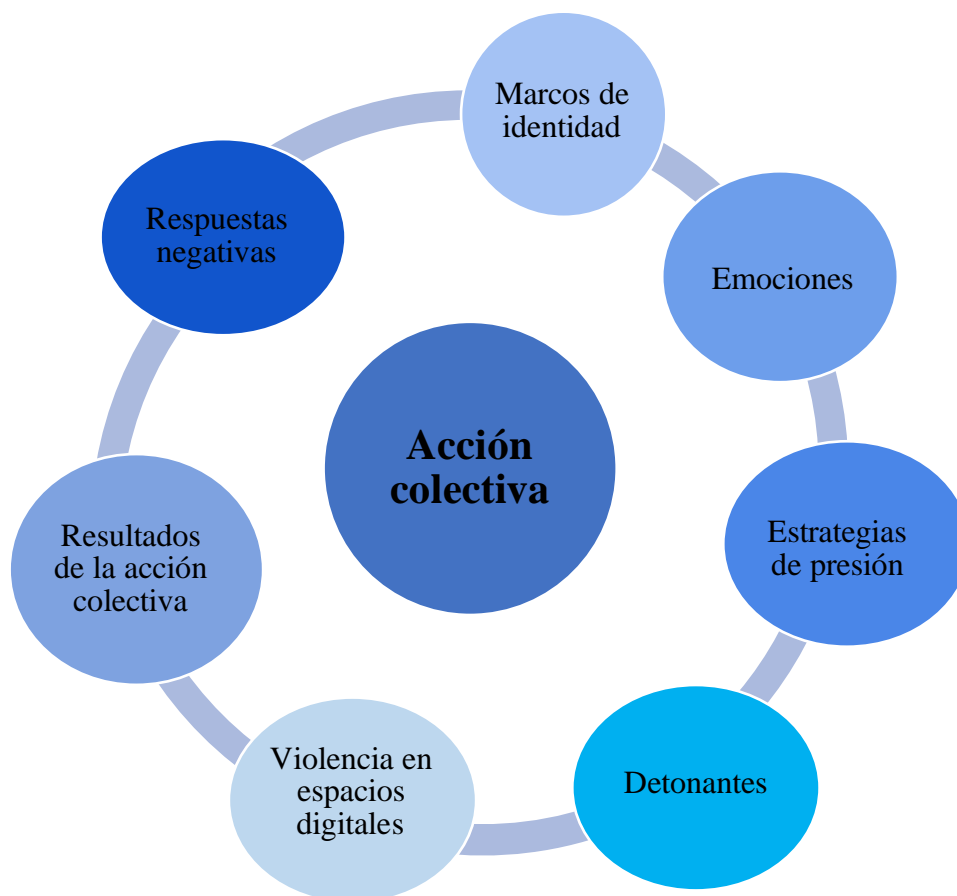 Marcos de
identidad
Emociones
Estrategias
de presión
Detonantes
Violencia en
espacios
digitales
Resultados
de la acción
colectiva
Respuestas
negativas
Acción
colectiva